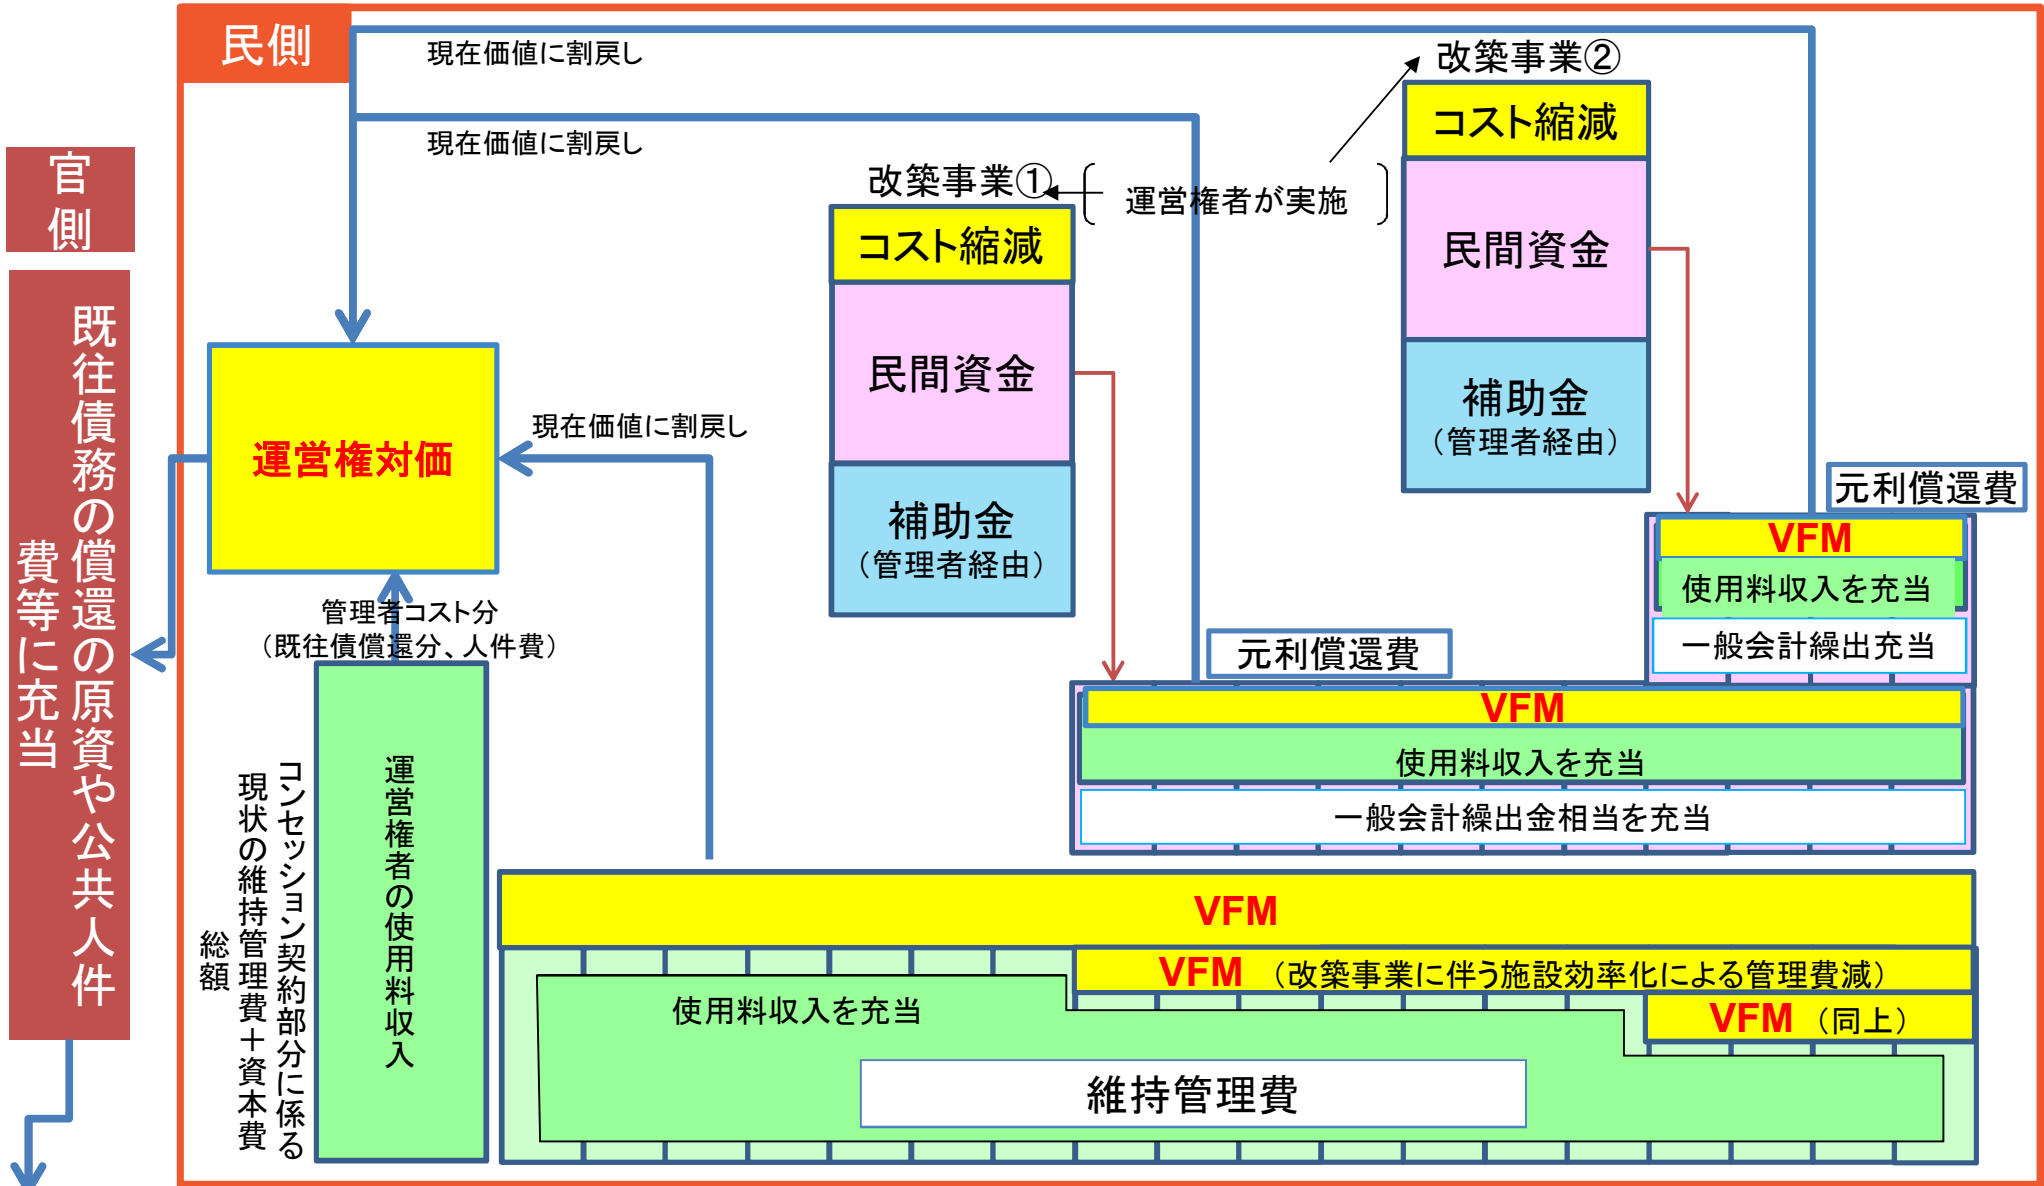 民側
現在価値に割戻し
改築事業②
コスト縮減
現在価値に割戻し
官
側
改築事業①
運営権者が実施
コスト縮減
民間資金
民間資金
既往債務の償還の原資や公共人件
費等に充当
補助金
（管理者経由）
現在価値に割戻し
運営権対価
元利償還費
補助金
（管理者経由）
VFM
使用料収入を充当
一般会計繰出充当
管理者コスト分
（既往債償還分、人件費）
元利償還費
VFM
使用料収入を充当
一般会計繰出金相当を充当
運営権者の使用料収入
コンセッション契約部分に係る
現状の維持管理費＋資本費
総額
VFM
VFM （改築事業に伴う施設効率化による管理費減）
使用料収入を充当
VFM （同上）
維持管理費